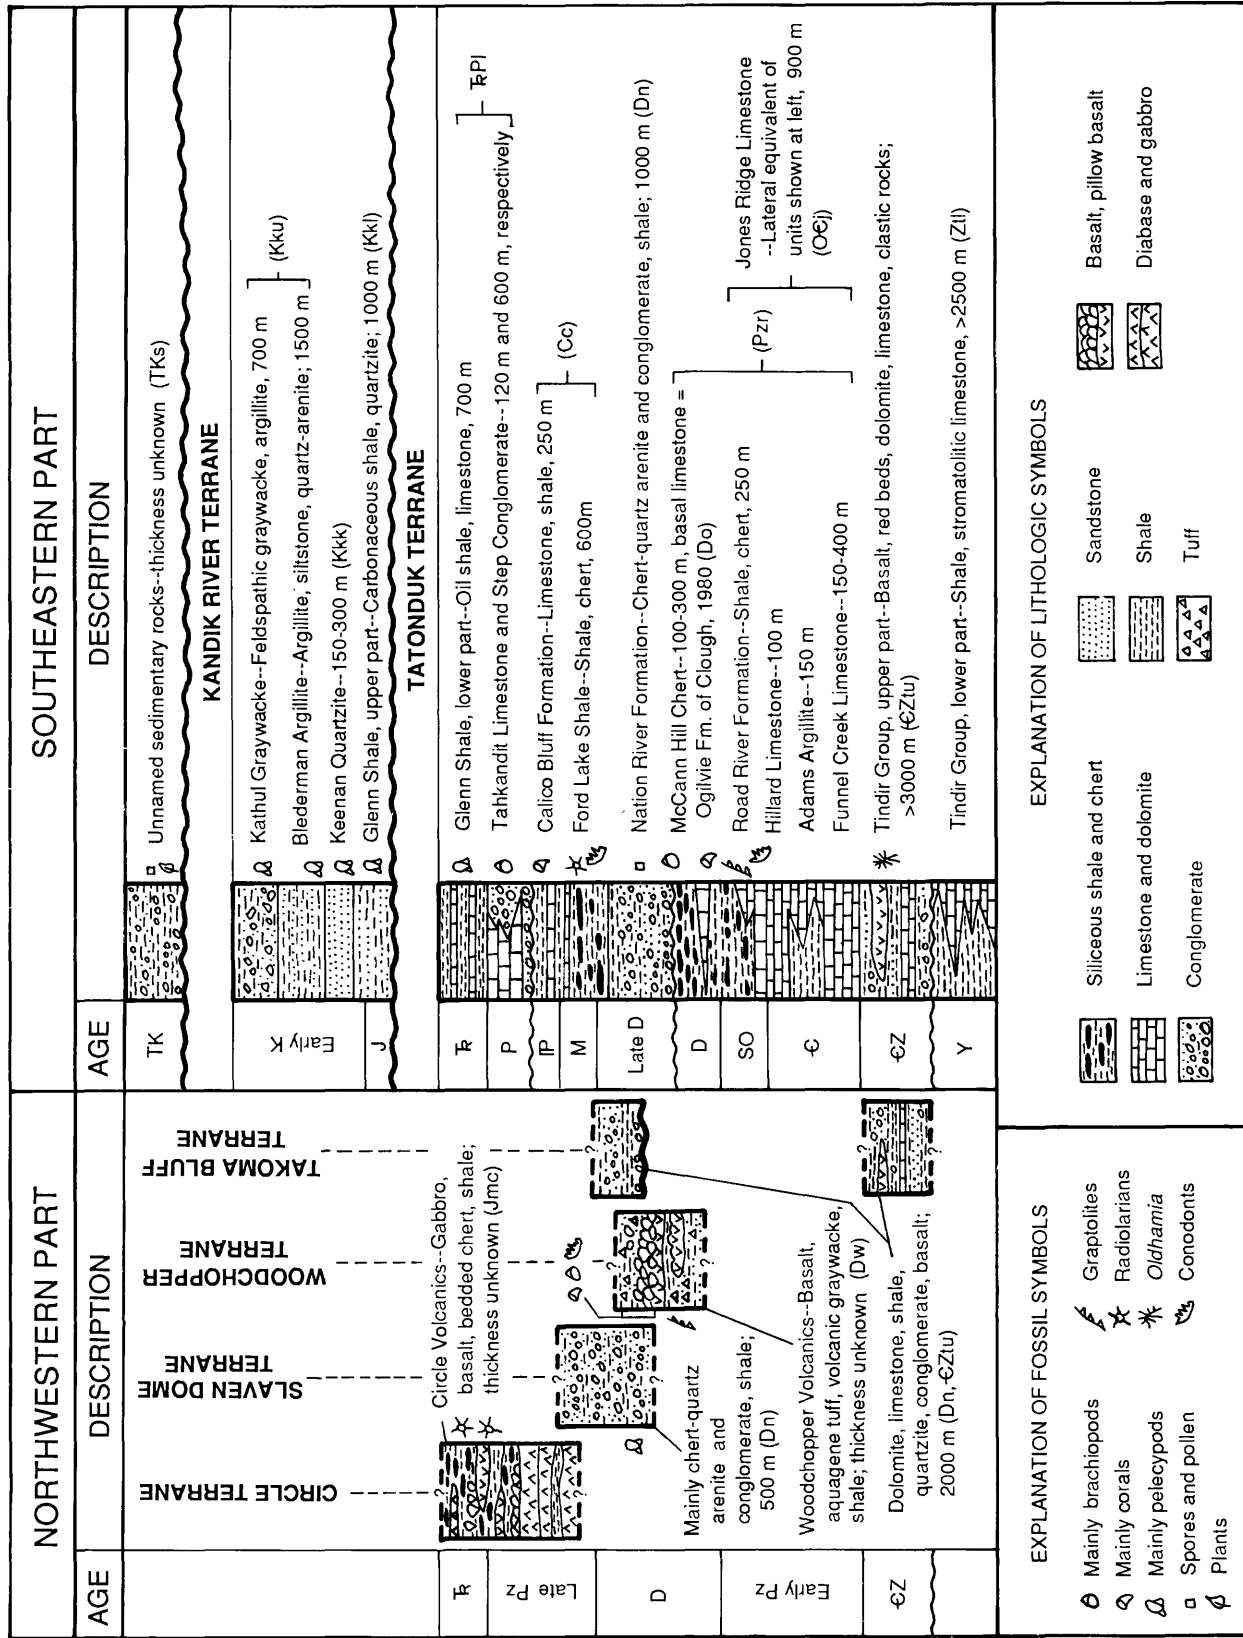 NORTHWESTERN PART
AGE
DESCRIPTION
CIRCLE TERRANE
SLAVEN DOME
TERRANE
WOODCHOPPER
TERRANE
TAKOMA BLUFF
TERRANE
Ŧ
Late Pz
D
Early Pz
ЄZ
Circle Volcanics--Gabbro,
basalt, bedded chert, shale;
thickness unknown (Jmc)
Mainly chert-quartz
arenite and
conglomerate, shale;
500 m (Dn)
Woodchopper Volcanics--Basalt,
aquagene tuff, volcanic graywacke,
shale; thickness unknown (Dw)
Dolomite, limestone, shale,
quartzite, conglomerate, basalt;
2000 m (Dn, ЄZtu)
? ?
? ?
? ?
? ?
? ?
? ?
SOUTHEASTERN PART
AGE
DESCRIPTION
TK
Unnamed sedimentary rocks--thickness unknown (TKs)
KANDIK RIVER TERRANE
Early K
Kathul Graywacke--Feldspathic graywacke, argillite, 700 m
(Kku)
Blederman Argillite--Argillite, siltstone, quartz-arenite; 1500 m
Keenan Quartzite--150-300 m (Kkk)
J
Glenn Shale, upper part--Carbonaceous shale, quartzite; 1000 m (Kkl)
TATONDUK TERRANE
Ŧ
Glenn Shale, lower part--Oil shale, limestone, 700 m
ŦPl
P
Tahkandit Limestone and Step Conglomerate--120 m and 600 m, respectively
IP
Calico Bluff Formation--Limestone, shale, 250 m
(Cc)
M
Ford Lake Shale--Shale, chert, 600m
Late D
Nation River Formation--Chert-quartz arenite and conglomerate, shale; 1000 m (Dn)
D
McCann Hill Chert--100-300 m, basal limestone =
Ogilvie Fm. of Clough, 1980 (Do)
SO
Road River Formation--Shale, chert, 250 m
Hillard Limestone--100 m
(Pzr)
Jones Ridge Limestone
--Lateral equivalent of
units shown at left, 900 m
(OЄj)
Є
Adams Argillite--150 m
Funnel Creek Limestone--150-400 m
ЄZ
Tindir Group, upper part--Basalt, red beds, dolomite, limestone, clastic rocks;
>3000 m (ЄZtu)
Y
Tindir Group, lower part--Shale, stromatolitic limestone, >2500 m (Ztl)
EXPLANATION OF FOSSIL SYMBOLS
Mainly brachiopods
Mainly corals
Mainly pelecypods
Spores and pollen
Plants
Graptolites
Radiolarians
Oldhamia
Conodonts
EXPLANATION OF LITHOLOGIC SYMBOLS
Siliceous shale and chert
Limestone and dolomite
Conglomerate
Sandstone
Shale
Tuff
Basalt, pillow basalt
Diabase and gabbro